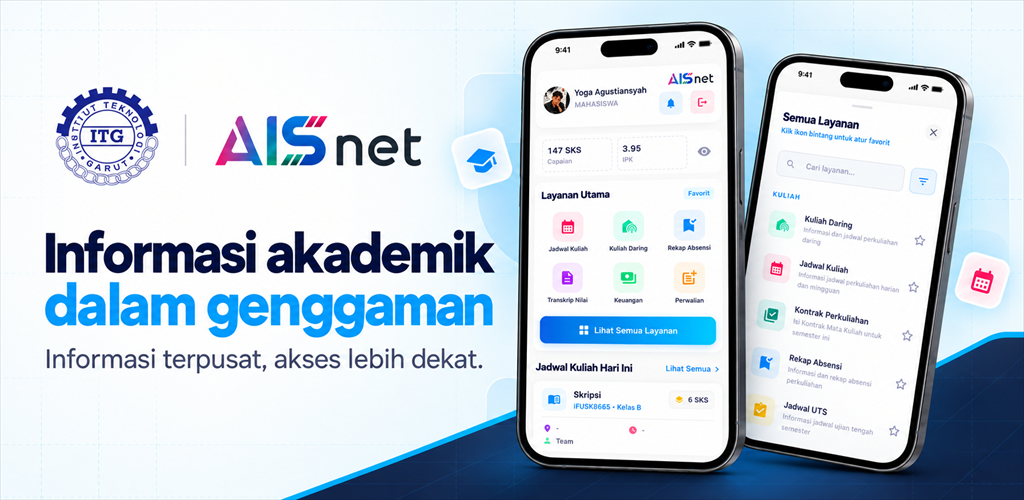 INSTITUT TEKNOLOGI
ITG
GARUT
AISnet
Informasi akademik
dalam genggaman
Informasi terpusat, akses lebih dekat.
9:41
AISnet
Yoga Agustiansyah
MAHASISWA
147 SKS
Capaian
3.95
IPK
Layanan Utama
Favorit
Jadwal Kuliah
Kuliah Daring
Rekap Absensi
Transkrip Nilai
Keuangan
Perwalian
Lihat Semua Layanan
Jadwal Kuliah Hari Ini
Lihat Semua >
Skripsi
IFUSK8665 • Kelas B
6 SKS
-
-
Team
9:41
Semua Layanan
Klik ikon bintang untuk atur favorit
Cari layanan...
KULIAH
Kuliah Daring
Informasi dan jadwal perkuliahan
daring
Jadwal Kuliah
Informasi jadwal perkuliahan harian
dan mingguan
Kontrak Perkuliahan
Isi Kontrak Mata Kuliah untuk
semester ini
Rekap Absensi
Informasi dan rekap absensi
perkuliahan
Jadwal UTS
Informasi jadwal ujian tengah
semester